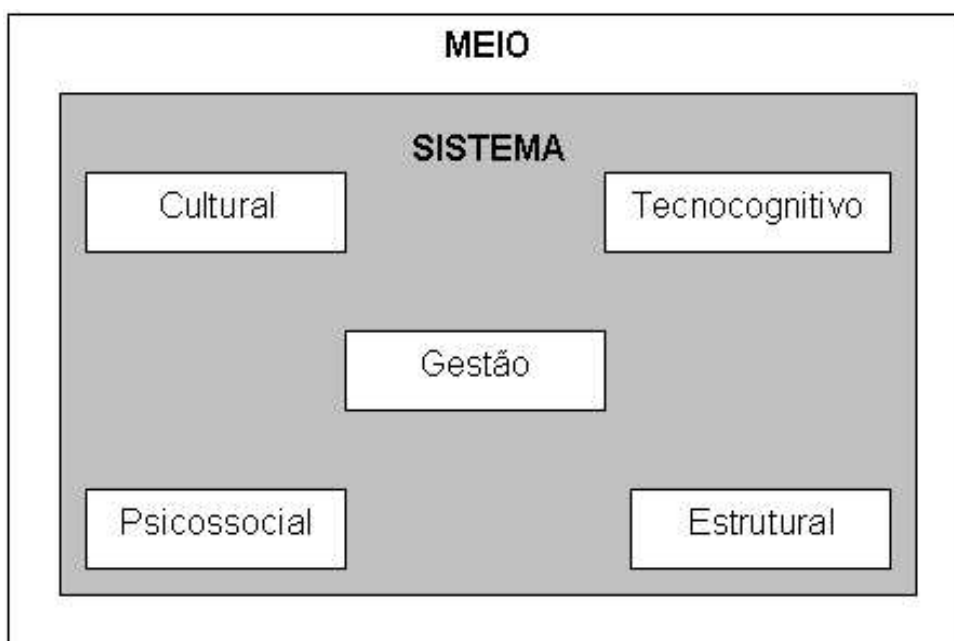 MEIO
SISTEMA
Cultural
Tecnocognitivo
Gestão
Psicossocial
Estrutural